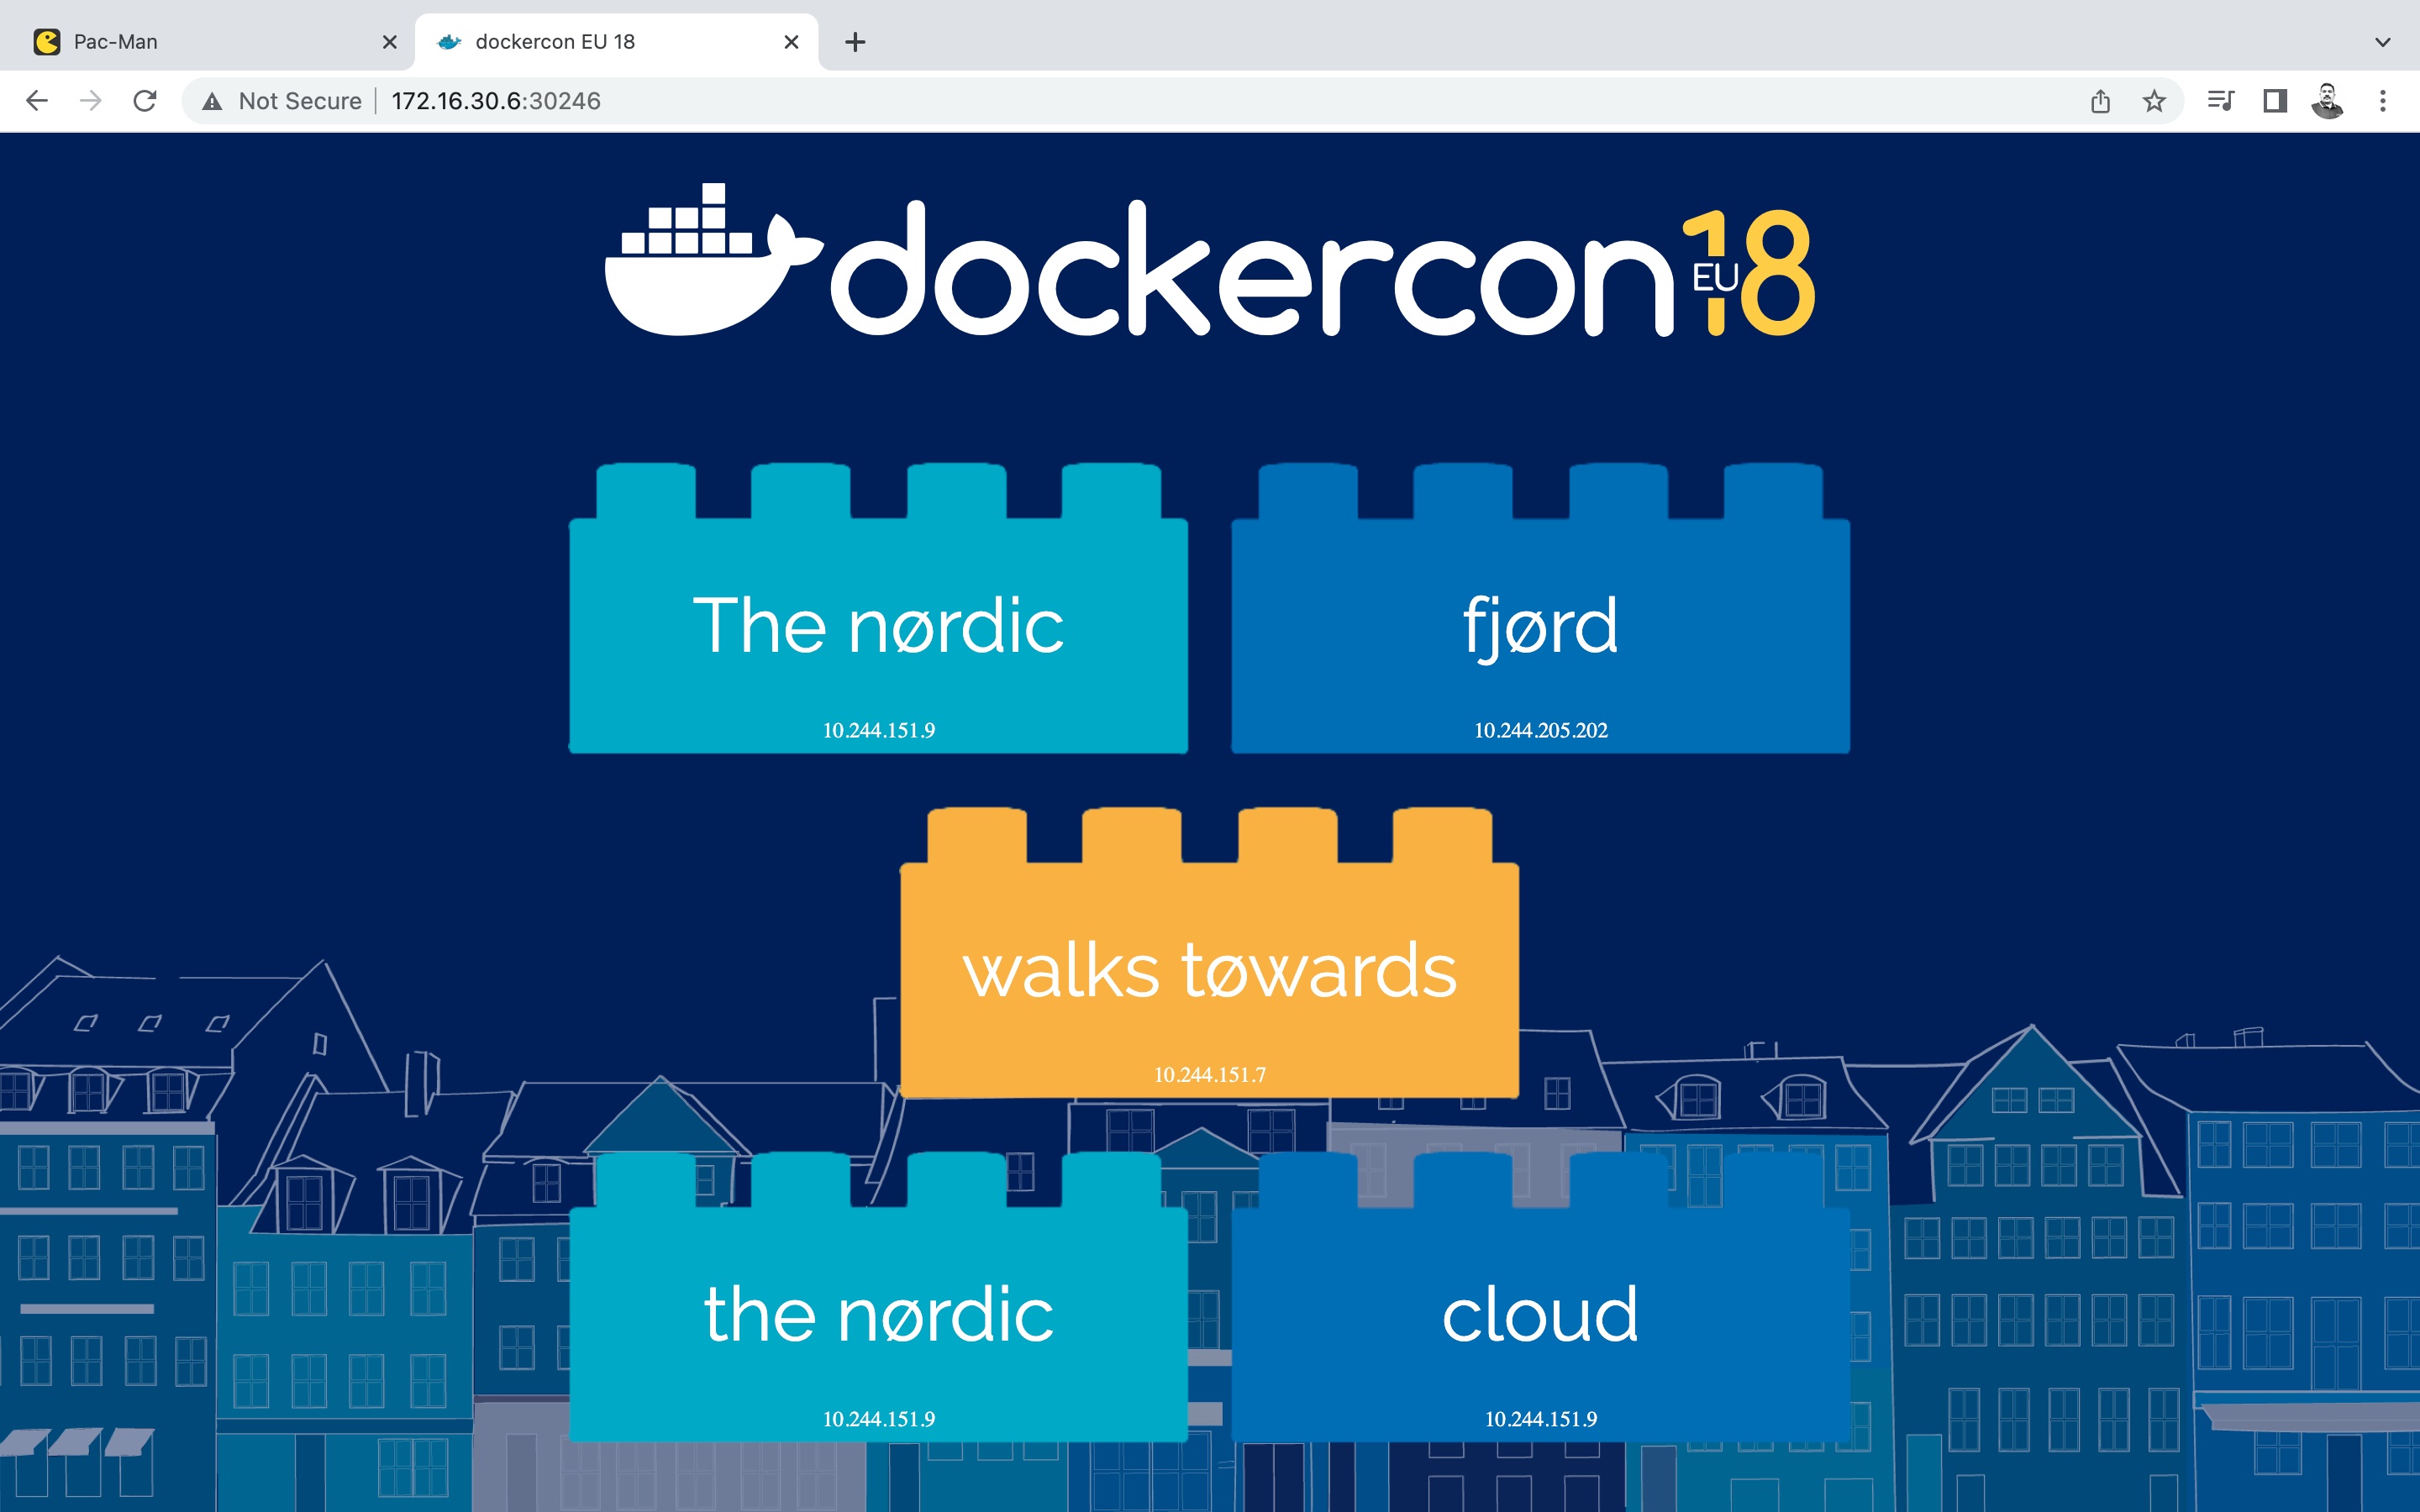 Pac-Man
dockercon EU 18
Not Secure
172.16.30.6:30246
dockercon EU 18
The nørdic
fjørd
10.244.151.9
10.244.205.202
walks tøwards
10.244.151.7
the nørdic
cloud
10.244.151.9
10.244.151.9